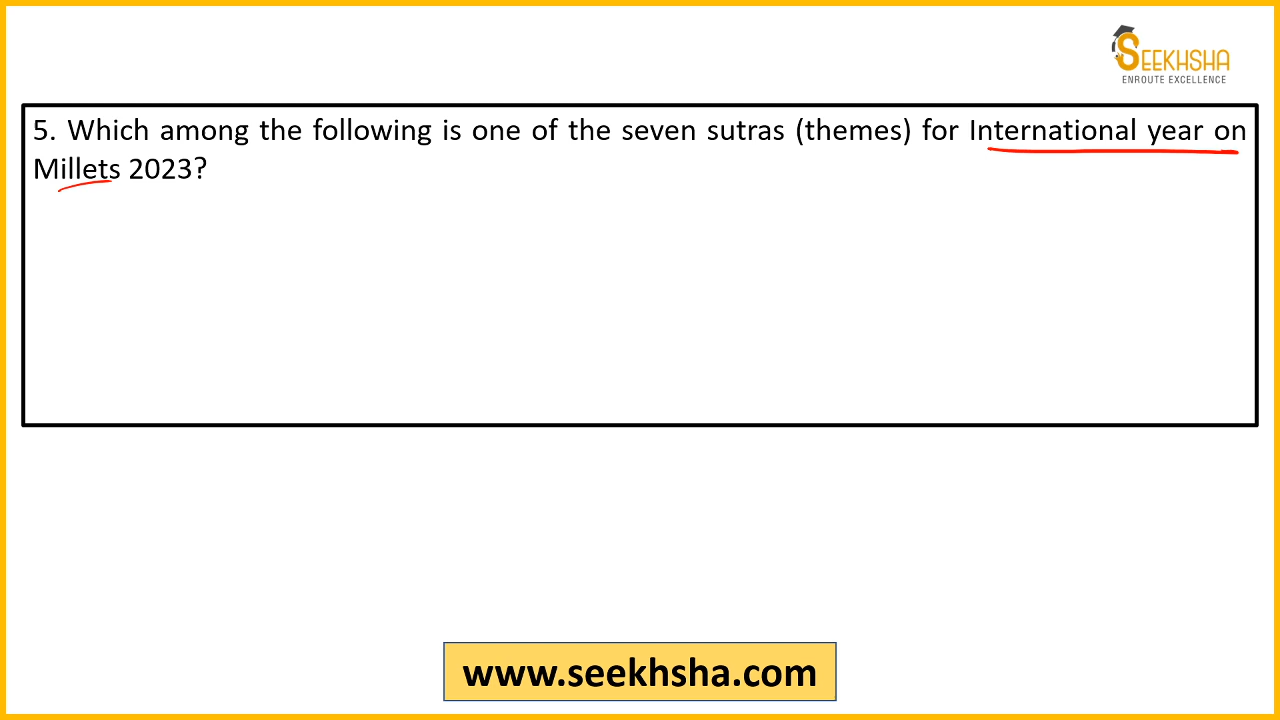 SEEKHSHA
ENROUTE EXCELLENCE
5. Which among the following is one of the seven sutras (themes) for International year on
Millets 2023?
www.seekhsha.com